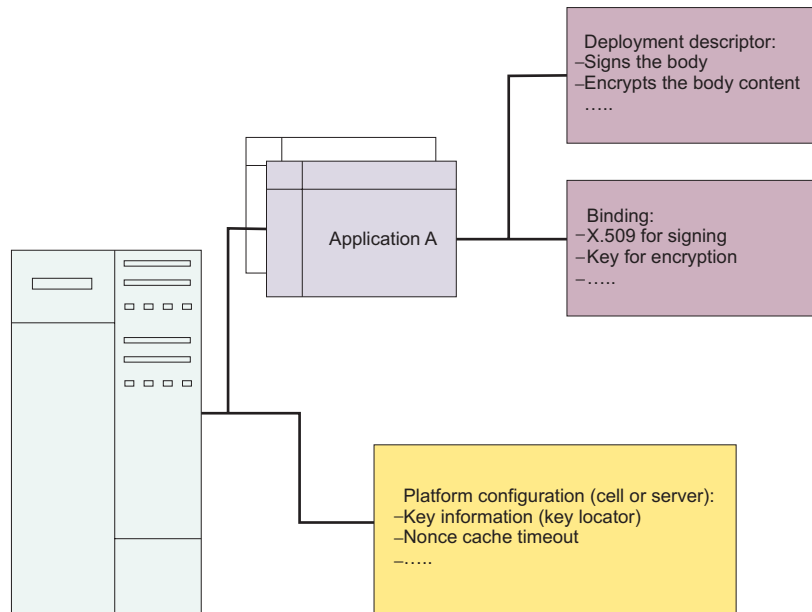 Deployment descriptor:
–Signs the body
–Encrypts the body content
…..
Application A
Binding:
–X.509 for signing
–Key for encryption
–…..
Platform configuration (cell or server):
–Key information (key locator)
–Nonce cache timeout
–…..